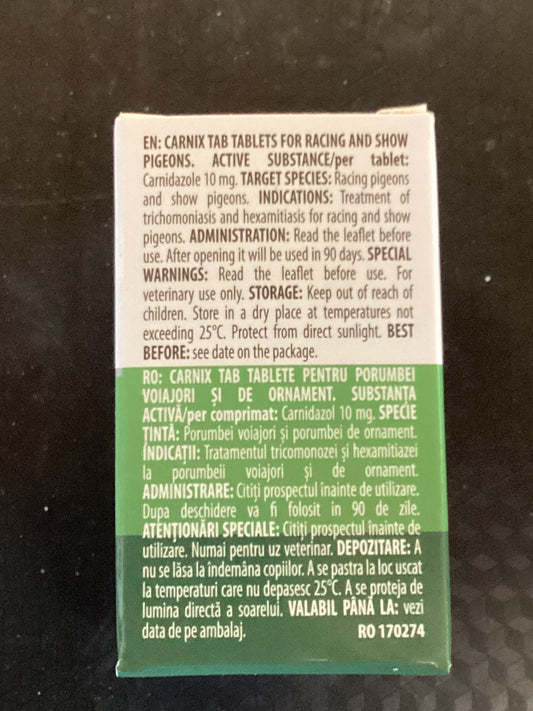 EN: CARNIX TAB TABLETS FOR RACING AND SHOW
PIGEONS. ACTIVE SUBSTANCE/per tablet:
Carnidazole 10 mg. TARGET SPECIES: Racing pigeons
and show pigeons. INDICATIONS: Treatment of
trichomoniasis and hexamitiasis for racing and show
pigeons. ADMINISTRATION: Read the leaflet before
use. After opening it will be used in 90 days. SPECIAL
WARNINGS: Read the leaflet before use. For
veterinary use only. STORAGE: Keep out of reach of
children. Store in a dry place at temperatures not
exceeding 25°C. Protect from direct sunlight. BEST
BEFORE: see date on the package.
RO: CARNIX TAB TABLETE PENTRU PORUMBEI
VOIAJORI ȘI DE ORNAMENT. SUBSTANȚA
ACTIVĂ/per comprimat: Carnidazol 10 mg. SPECIE
ȚINTĂ: Porumbei voiajori și porumbei de ornament.
INDICAȚII: Tratamentul tricomonozei și hexamitiazei
la porumbeii voiajori și de ornament.
ADMINISTRARE: Citiți prospectul înainte de utilizare.
Dupa deschidere va fi folosit in 90 de zile.
ATENȚIONĂRI SPECIALE: Citiți prospectul înainte de
utilizare. Numai pentru uz veterinar. DEPOZITARE: A
nu se lăsa la îndemâna copiilor. A se pastra la loc uscat
la temperaturi care nu depasesc 25°C. A se proteja de
lumina directă a soarelui. VALABIL PÂNĂ LA: vezi
data de pe ambalaj. RO 170274